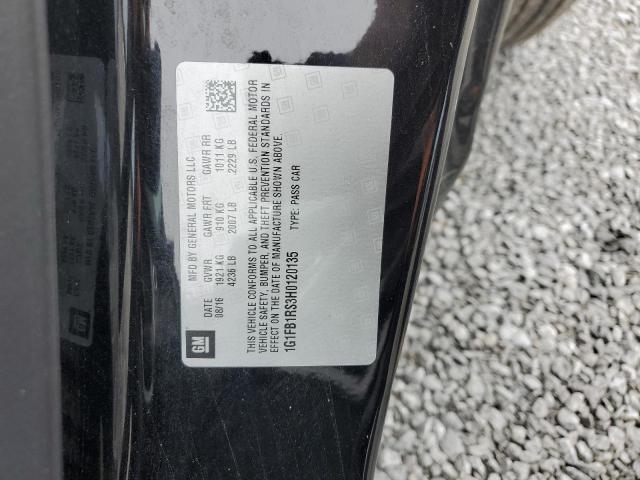 GM
MFD BY GENERAL MOTORS LLC
DATE GVWR GAWR FRT GAWR RR
08/16 1921 KG 910 KG 1011 KG
4236 LB 2007 LB 2229 LB
THIS VEHICLE CONFORMS TO ALL APPLICABLE U.S. FEDERAL MOTOR
VEHICLE SAFETY, BUMPER, AND THEFT PREVENTION STANDARDS IN
EFFECT ON THE DATE OF MANUFACTURE SHOWN ABOVE.
1G1FB1RS3H0120135 TYPE: PASS CAR